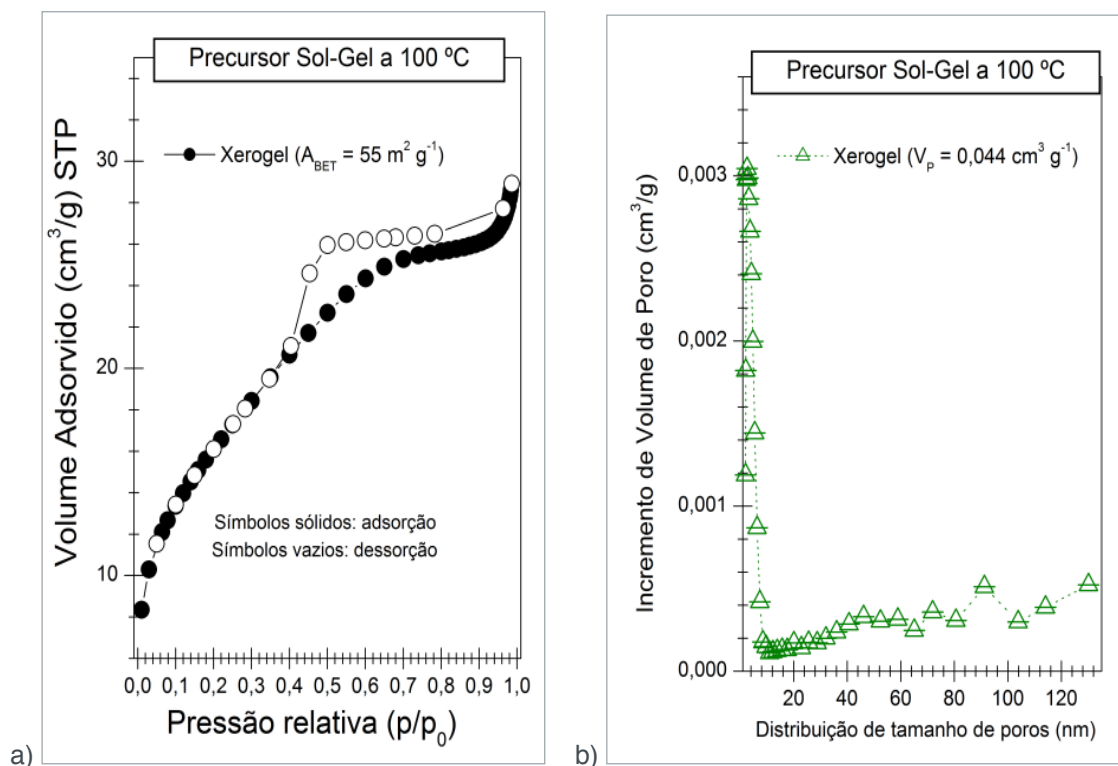 Precursor Sol-Gel a 100 ºC
Volume Adsorvido (cm³/g) STP
30
20
10
Xerogel (A_BET = 55 m² g⁻¹)
Símbolos sólidos: adsorção
Símbolos vazios: dessorção
0,0 0,1 0,2 0,3 0,4 0,5 0,6 0,7 0,8 0,9 1,0
Pressão relativa (p/p₀)
a)
Precursor Sol-Gel a 100 ºC
Incremento de Volume de Poro (cm³/g)
0,003
0,002
0,001
0,000
Xerogel (V_P = 0,044 cm³ g⁻¹)
20 40 60 80 100 120
Distribuição de tamanho de poros (nm)
b)